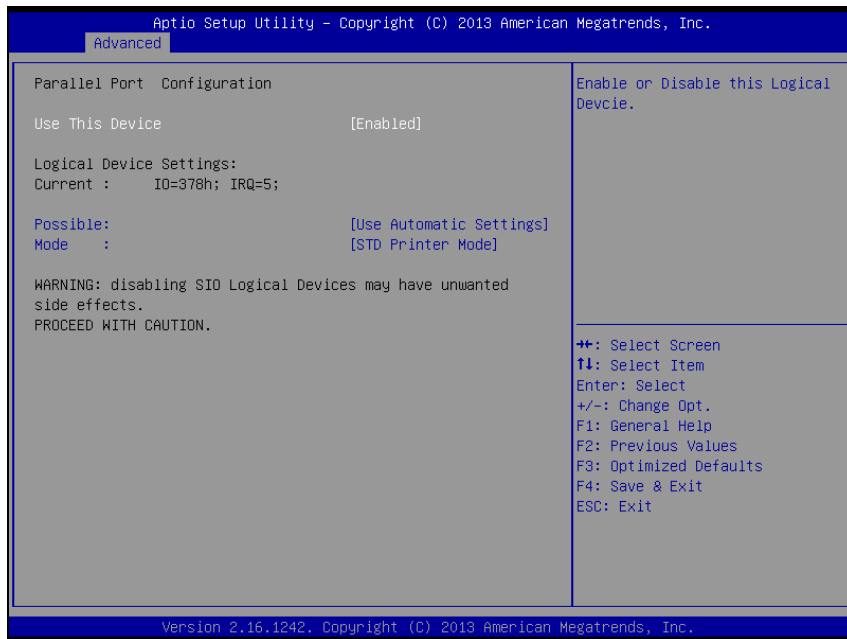 Aptio Setup Utility – Copyright (C) 2013 American Megatrends, Inc.
Advanced
Parallel Port Configuration
Use This Device [Enabled]
Logical Device Settings:
Current : IO=378h; IRQ=5;
Possible: [Use Automatic Settings]
Mode : [STD Printer Mode]
WARNING: disabling SIO Logical Devices may have unwanted
side effects.
PROCEED WITH CAUTION.
Enable or Disable this Logical
Devcie.
→←: Select Screen
↑↓: Select Item
Enter: Select
+/-: Change Opt.
F1: General Help
F2: Previous Values
F3: Optimized Defaults
F4: Save & Exit
ESC: Exit
Version 2.16.1242. Copyright (C) 2013 American Megatrends, Inc.